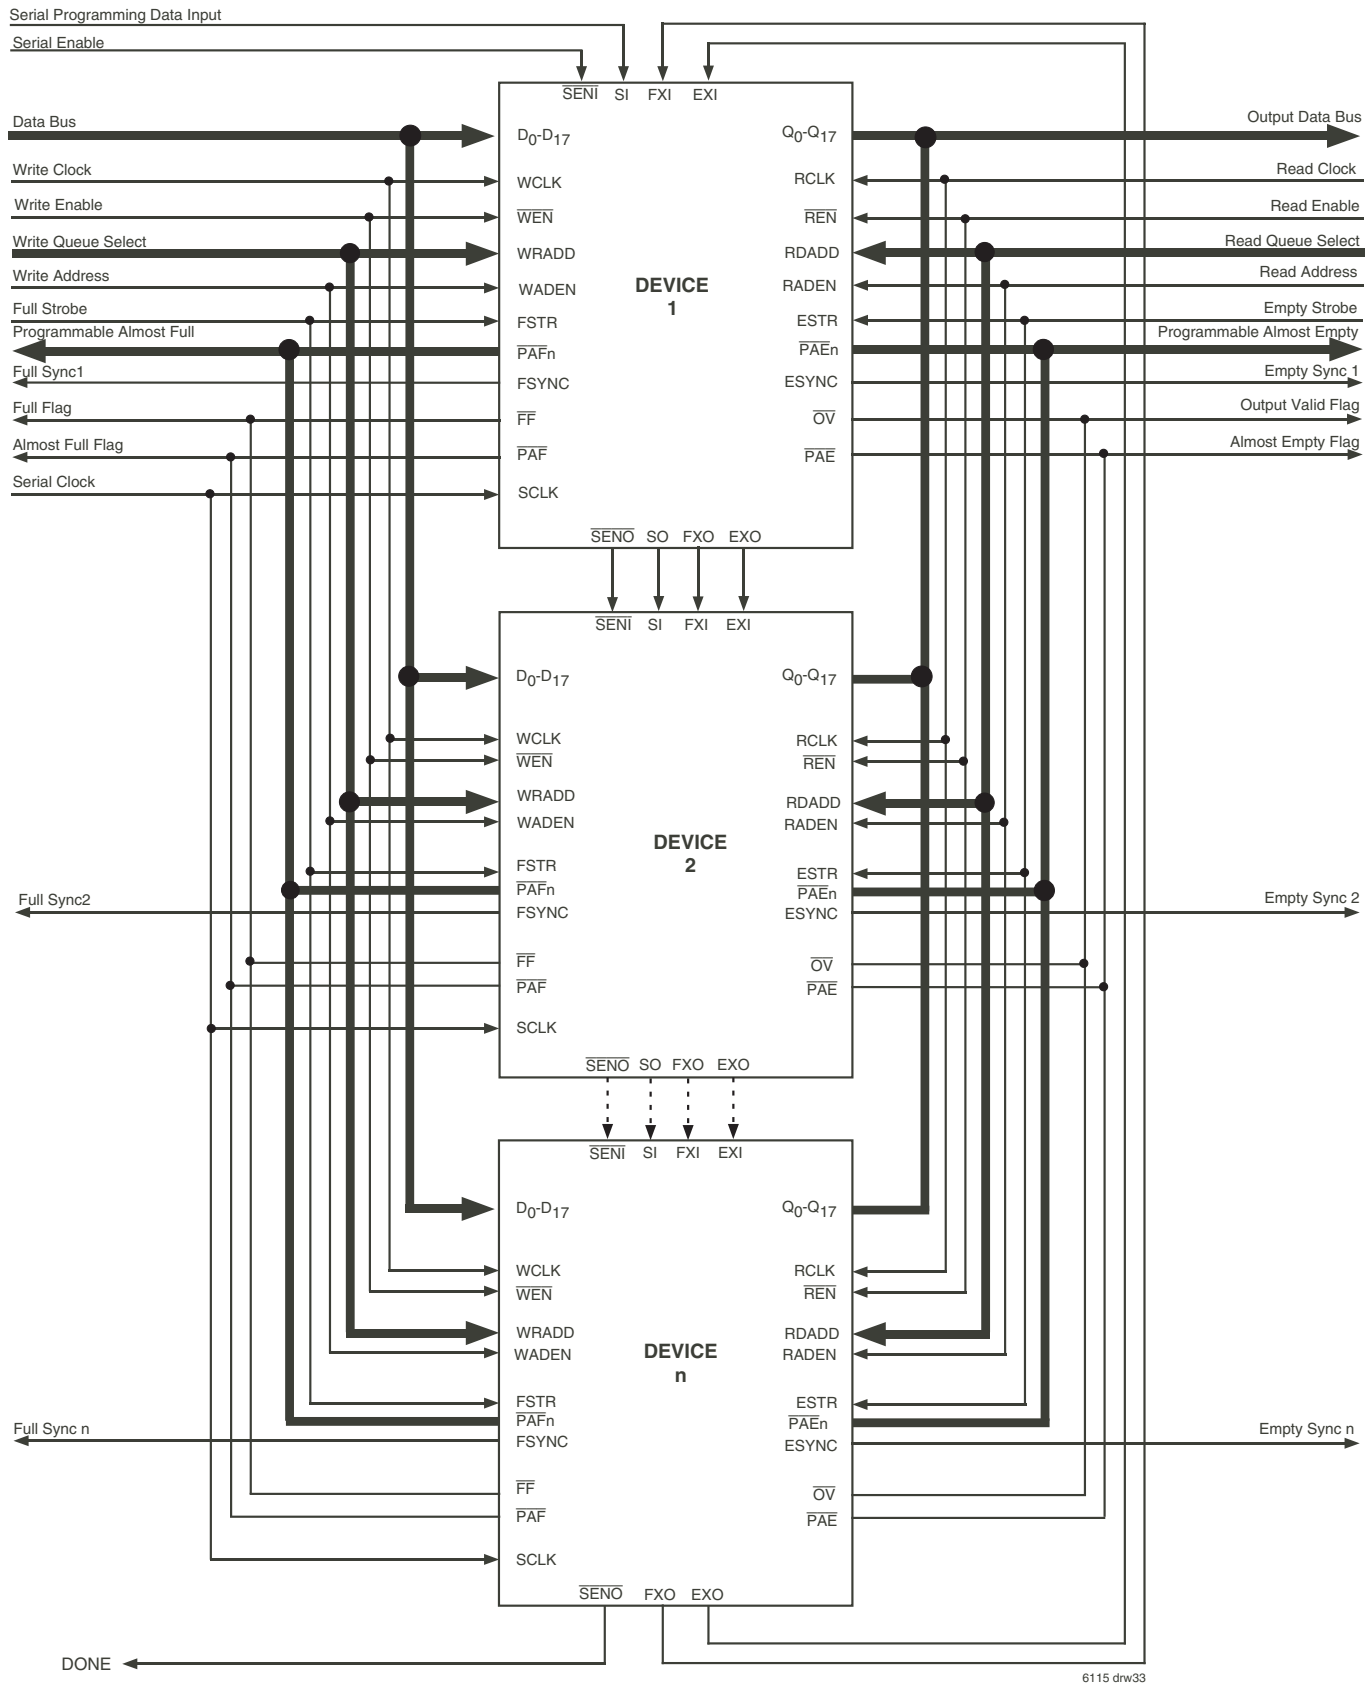 Serial Programming Data Input
Serial Enable
SENI SI FXI EXI
Data Bus D0-D17 Q0-Q17 Output Data Bus
Write Clock WCLK RCLK Read Clock
Write Enable WEN REN Read Enable
Write Queue Select WRADD RDADD Read Queue Select
Write Address WADEN RADEN Read Address
DEVICE
1
Full Strobe FSTR ESTR Empty Strobe
Programmable Almost Full PAFn PAEn Programmable Almost Empty
Full Sync1 FSYNC ESYNC Empty Sync 1
Full Flag FF OV Output Valid Flag
Almost Full Flag PAF PAE Almost Empty Flag
Serial Clock SCLK
SENO SO FXO EXO
SENI SI FXI EXI
D0-D17 Q0-Q17
WCLK RCLK
WEN REN
WRADD RDADD
WADEN RADEN
DEVICE
2
FSTR ESTR
PAFn PAEn
Full Sync2 FSYNC ESYNC Empty Sync 2
FF OV
PAF PAE
SCLK
SENO SO FXO EXO
SENI SI FXI EXI
D0-D17 Q0-Q17
WCLK RCLK
WEN REN
WRADD RDADD
WADEN RADEN
DEVICE
n
FSTR ESTR
PAFn PAEn
Full Sync n FSYNC ESYNC Empty Sync n
FF OV
PAF PAE
SCLK
SENO FXO EXO
DONE
6115 drw33